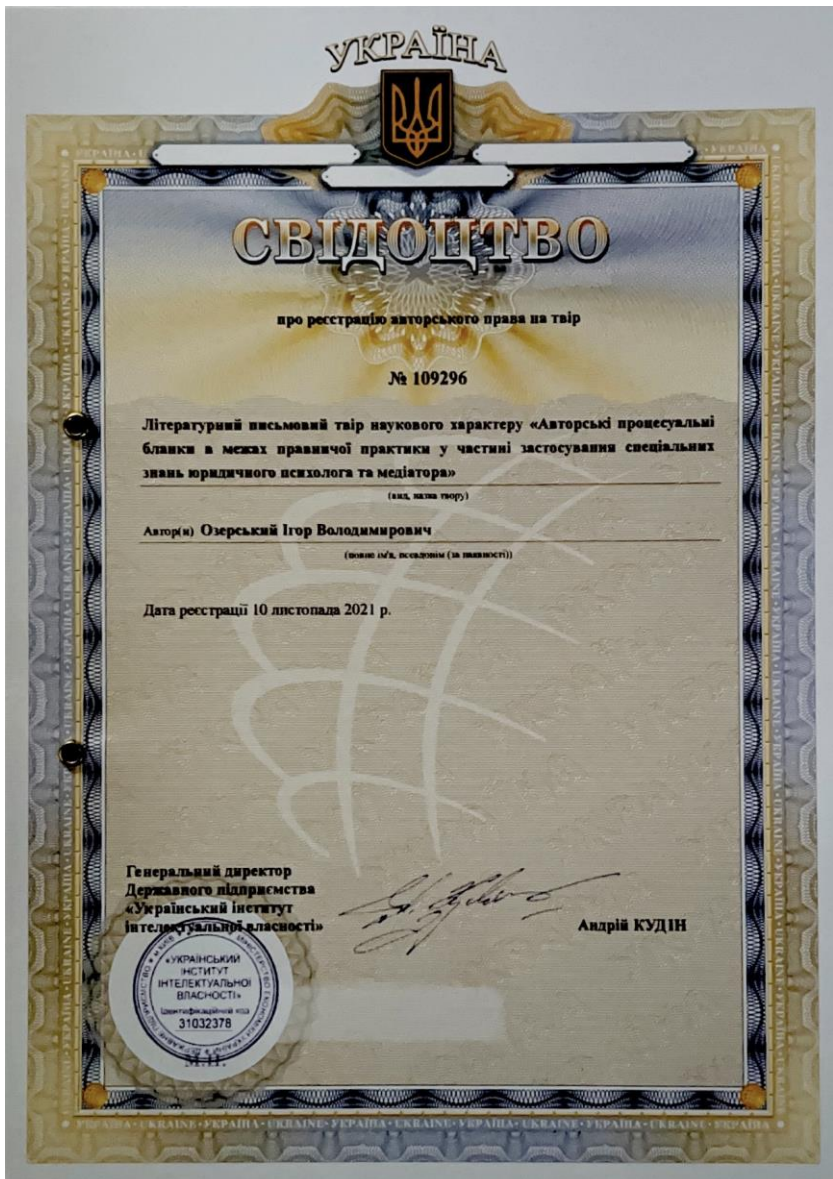 УКРАЇНА
СВІДОЦТВО
про реєстрацію авторського права на твір
№ 109296
Літературний письмовий твір наукового характеру «Авторські процесуальні
бланки в межах правничої практики у частині застосування спеціальних
знань юридичного психолога та медіатора»
(вид, назва твору)
Автор(и) Озерський Ігор Володимирович
(повне ім'я, псевдонім (за наявності))
Дата реєстрації 10 листопада 2021 р.
Генеральний директор
Державного підприємства
«Український інститут
інтелектуальної власності»
Андрій КУДІН
«УКРАЇНСЬКИЙ
ІНСТИТУТ
ІНТЕЛЕКТУАЛЬНОЇ
ВЛАСНОСТІ»
Ідентифікаційний код
31032378
М.П.